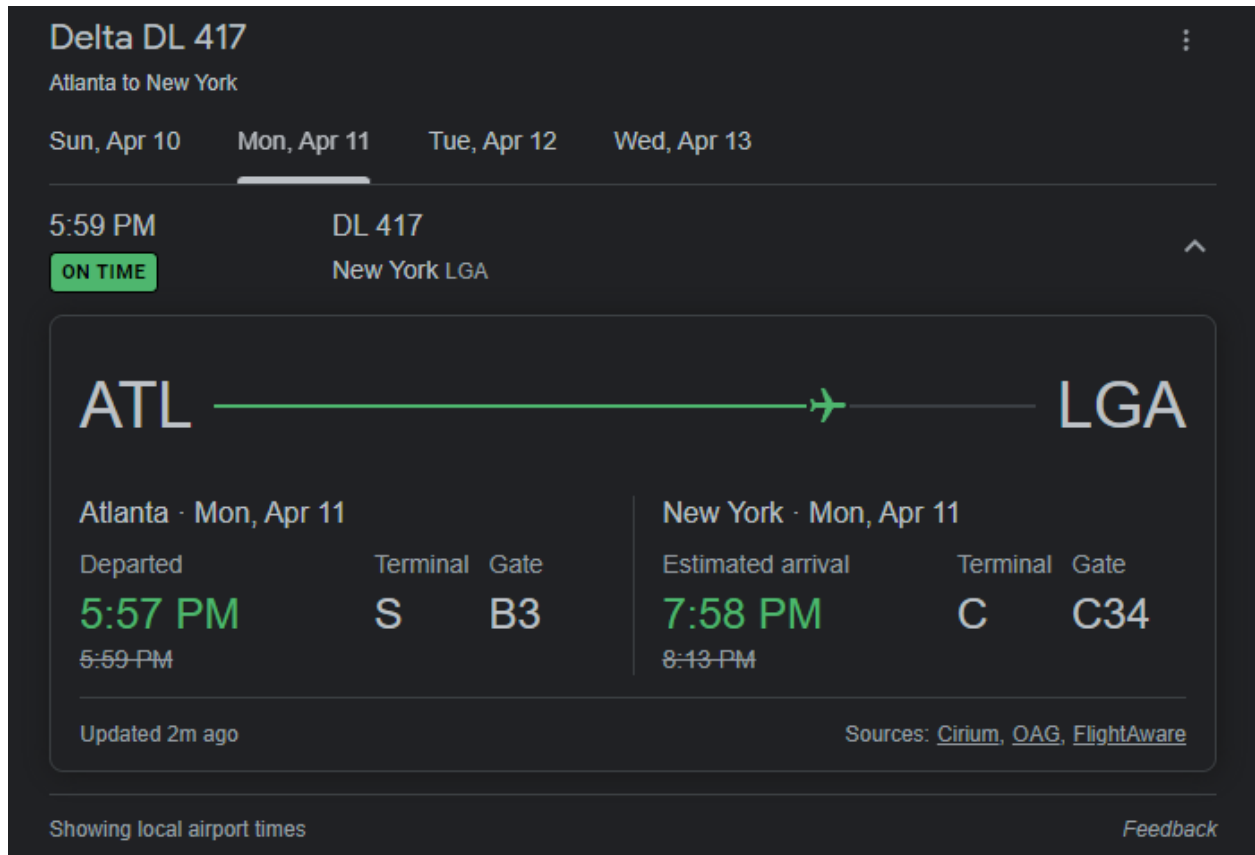 Delta DL 417
Atlanta to New York
Sun, Apr 10 Mon, Apr 11 Tue, Apr 12 Wed, Apr 13
5:59 PM DL 417
ON TIME New York LGA
ATL LGA
Atlanta · Mon, Apr 11
Departed Terminal Gate
5:57 PM S B3
5:59 PM
New York · Mon, Apr 11
Estimated arrival Terminal Gate
7:58 PM C C34
8:13 PM
Updated 2m ago Sources: Cirium, OAG, FlightAware
Showing local airport times Feedback